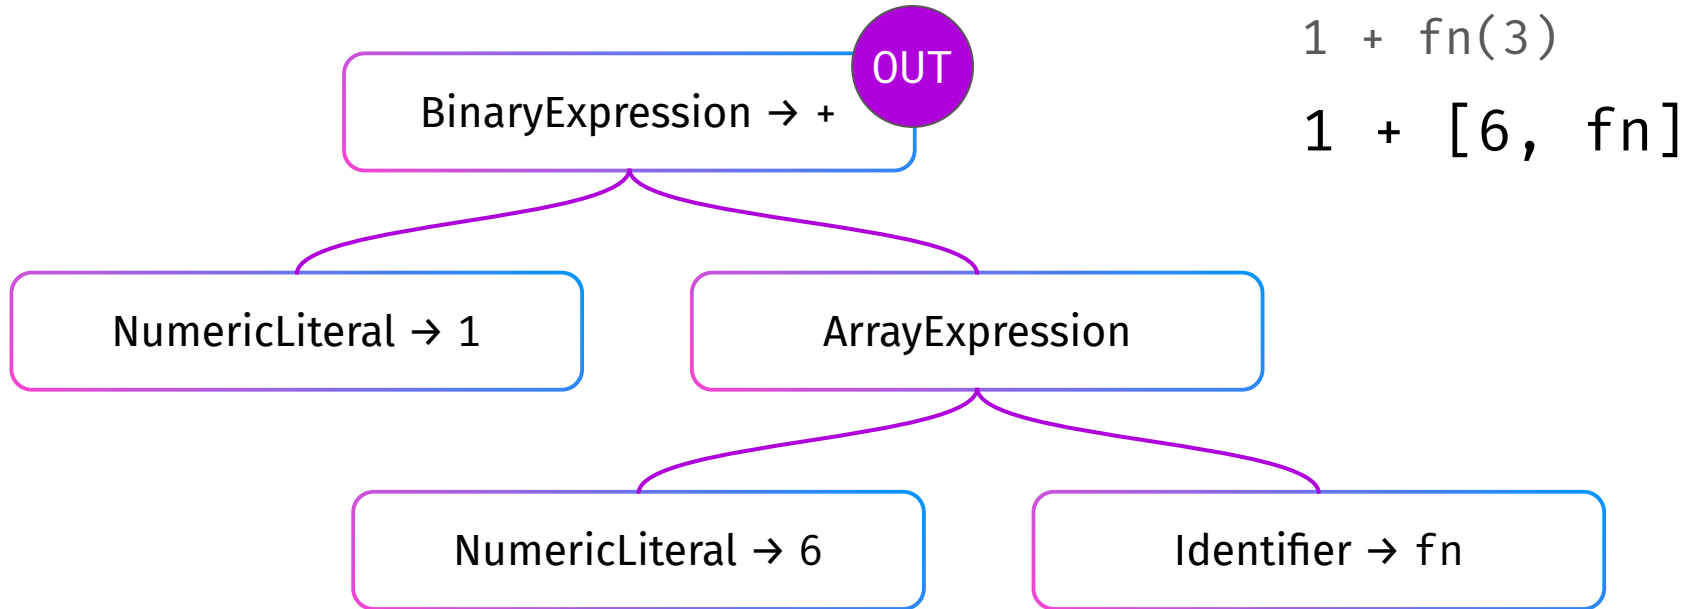 1 + fn(3)
OUT
BinaryExpression → +
1 + [6, fn]
NumericLiteral → 1
ArrayExpression
NumericLiteral → 6
Identifier → fn